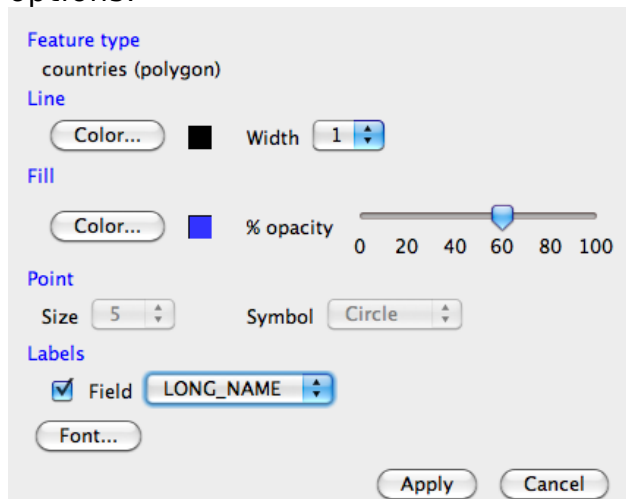 options:
Feature type
countries (polygon)
Line
Color... Width 1
Fill
Color... % opacity
0 20 40 60 80 100
Point
Size 5 Symbol Circle
Labels
Field LONG_NAME
Font...
Apply Cancel